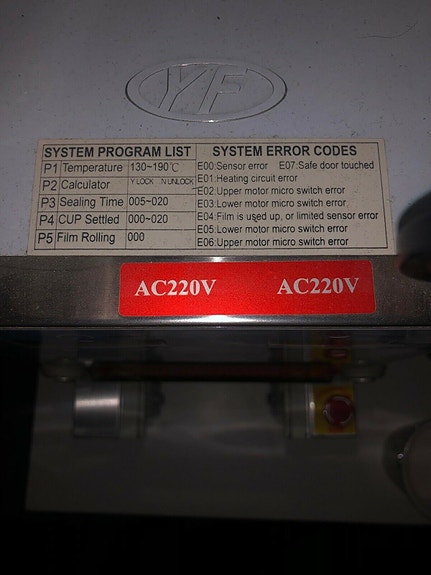 YF
SYSTEM PROGRAM LIST
P1 Temperature 130~190℃
P2 Calculator Y LOCK N UNLOCK
P3 Sealing Time 005~020
P4 CUP Settled 000~020
P5 Film Rolling 000
SYSTEM ERROR CODES
E00:Sensor error E07:Safe door touched
E01:Heating circuit error
E02:Upper motor micro switch error
E03:Lower motor micro switch error
E04:Film is used up, or limited sensor error
E05:Lower motor micro switch error
E06:Upper motor micro switch error
AC220V AC220V